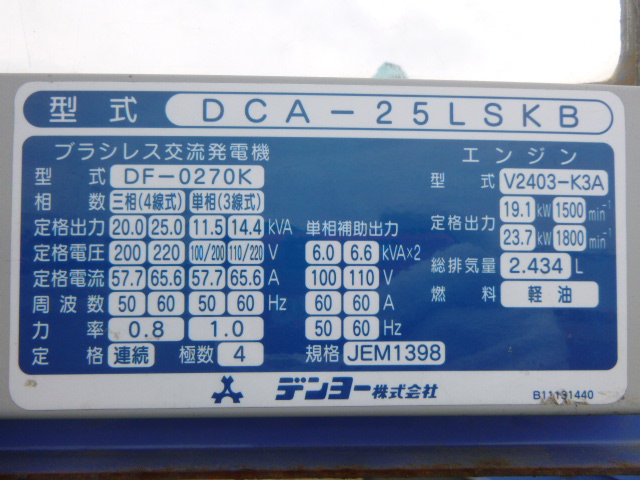 型式 DCA-25LSKB
ブラシレス交流発電機
型式 DF-0270K
相数 三相(4線式) 単相(3線式)
定格出力 20.0 25.0 11.5 14.4 kVA
定格電圧 200 220 100/200 110/220 V
定格電流 57.7 65.6 57.7 65.6 A
周波数 50 60 50 60 Hz
力率 0.8 1.0
定格 連続 極数 4
単相補助出力
6.0 6.6 kVA×2
100 110 V
60 60 A
50 60 Hz
規格 JEM1398
エンジン
型式 V2403-K3A
定格出力 19.1 kW 1500 min⁻¹
23.7 kW 1800 min⁻¹
総排気量 2.434 L
燃料 軽油
デンヨー株式会社
B11131440